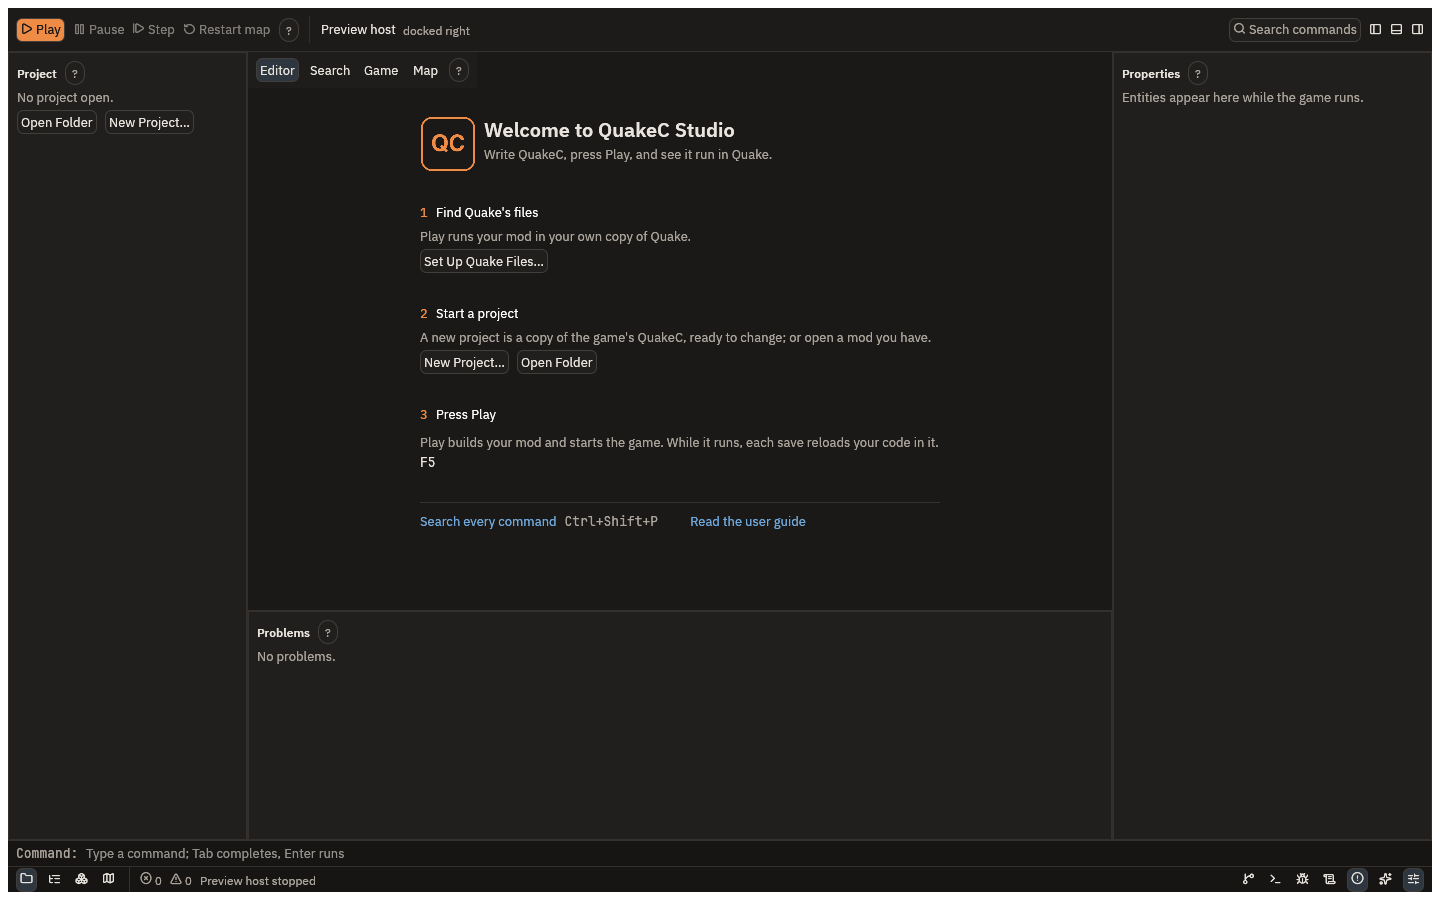 Play Pause Step Restart map ? Preview host docked right Search commands
Project ?
No project open.
Open Folder New Project...
Editor Search Game Map ?
QC
Welcome to QuakeC Studio
Write QuakeC, press Play, and see it run in Quake.
1 Find Quake's files
Play runs your mod in your own copy of Quake.
Set Up Quake Files...
2 Start a project
A new project is a copy of the game's QuakeC, ready to change; or open a mod you have.
New Project... Open Folder
3 Press Play
Play builds your mod and starts the game. While it runs, each save reloads your code in it.
F5
Search every command Ctrl+Shift+P Read the user guide
Problems ?
No problems.
Properties ?
Entities appear here while the game runs.
Command: Type a command; Tab completes, Enter runs
0 0 Preview host stopped